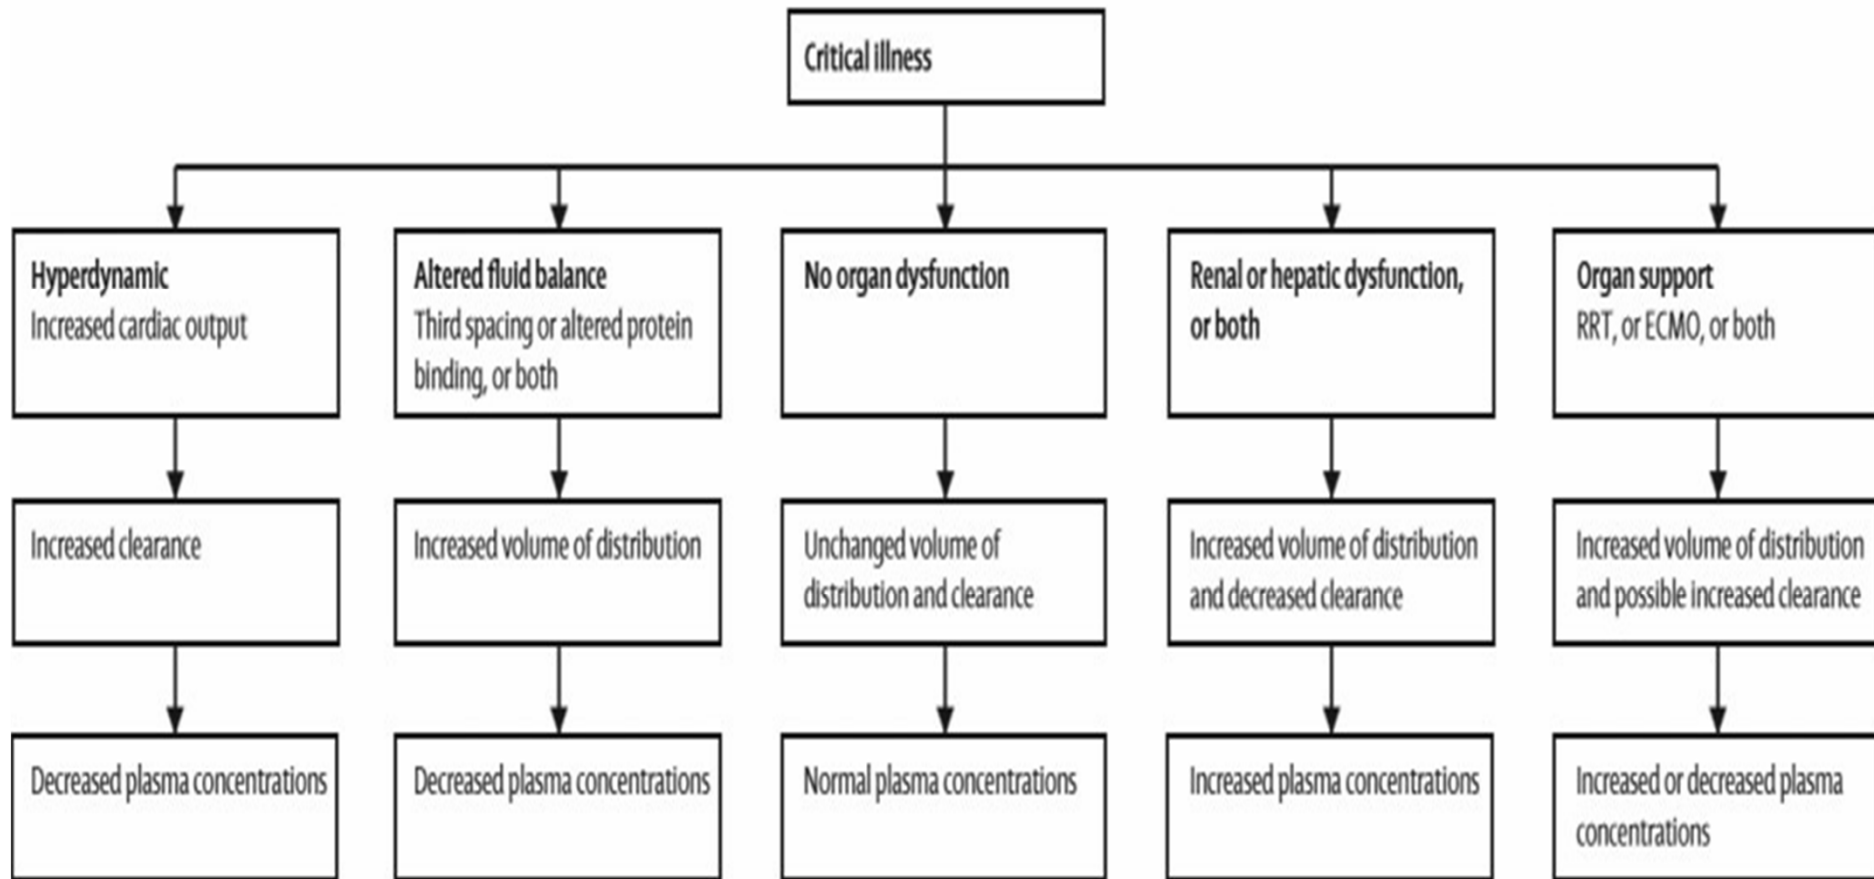 Critical illness
Hyperdynamic
Increased cardiac output
Altered fluid balance
Third spacing or altered protein
binding, or both
No organ dysfunction
Renal or hepatic dysfunction,
or both
Organ support
RRT, or ECMO, or both
Increased clearance
Increased volume of distribution
Unchanged volume of
distribution and clearance
Increased volume of distribution
and decreased clearance
Increased volume of distribution
and possible increased clearance
Decreased plasma concentrations
Decreased plasma concentrations
Normal plasma concentrations
Increased plasma concentrations
Increased or decreased plasma
concentrations